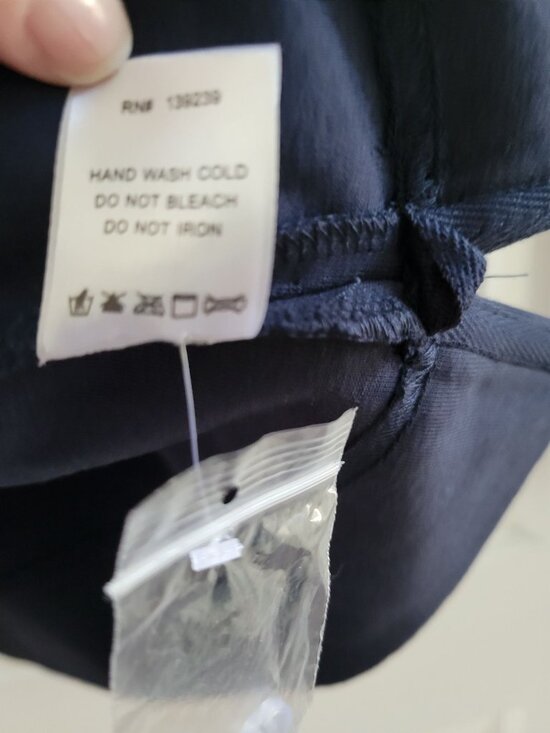 RN# 139239
HAND WASH COLD
DO NOT BLEACH
DO NOT IRON